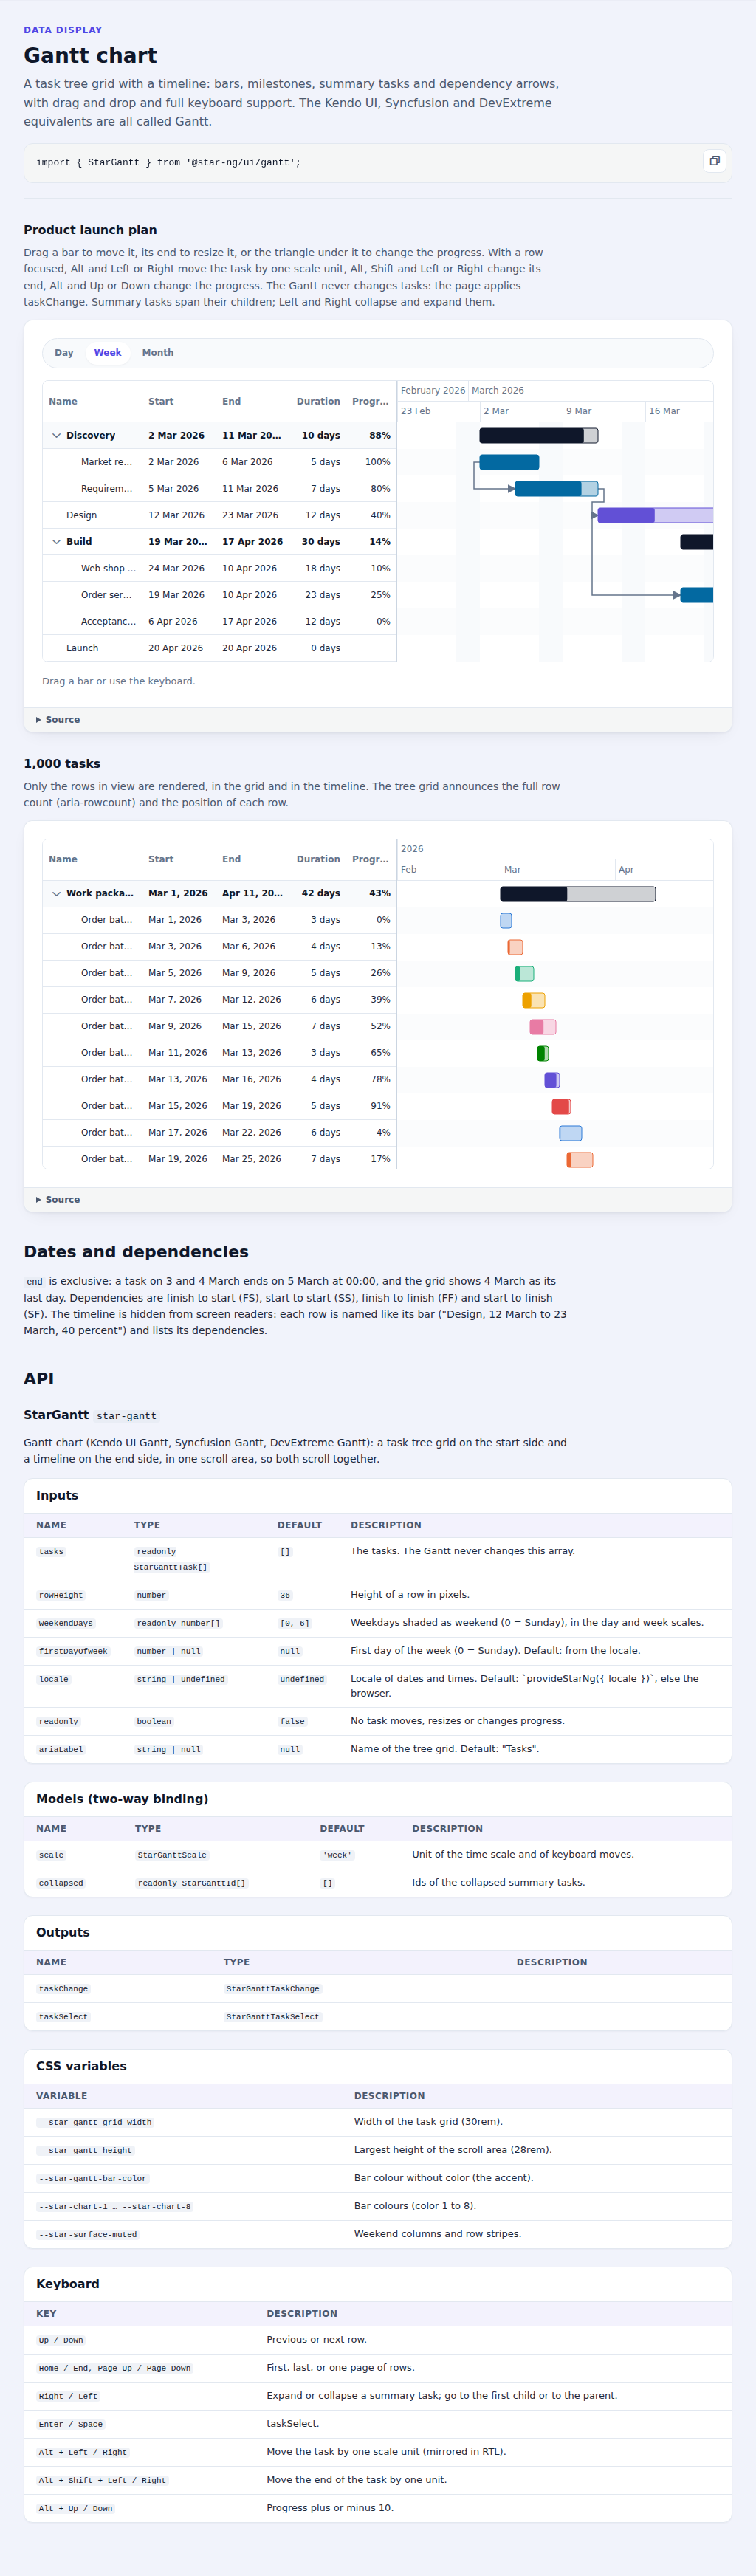 DATA DISPLAY
Gantt chart
A task tree grid with a timeline: bars, milestones, summary tasks and dependency arrows,
with drag and drop and full keyboard support. The Kendo UI, Syncfusion and DevExtreme
equivalents are all called Gantt.
import { StarGantt } from '@star-ng/ui/gantt';
Product launch plan
Drag a bar to move it, its end to resize it, or the triangle under it to change the progress. With a row
focused, Alt and Left or Right move the task by one scale unit, Alt, Shift and Left or Right change its
end, Alt and Up or Down change the progress. The Gantt never changes tasks: the page applies
taskChange. Summary tasks span their children; Left and Right collapse and expand them.
Day Week Month
Name Start End Duration Progr... February 2026 March 2026
23 Feb 2 Mar 9 Mar 16 Mar
Discovery 2 Mar 2026 11 Mar 20... 10 days 88%
Market re... 2 Mar 2026 6 Mar 2026 5 days 100%
Requirem... 5 Mar 2026 11 Mar 2026 7 days 80%
Design 12 Mar 2026 23 Mar 2026 12 days 40%
Build 19 Mar 20... 17 Apr 2026 30 days 14%
Web shop ... 24 Mar 2026 10 Apr 2026 18 days 10%
Order ser... 19 Mar 2026 10 Apr 2026 23 days 25%
Acceptanc... 6 Apr 2026 17 Apr 2026 12 days 0%
Launch 20 Apr 2026 20 Apr 2026 0 days
Drag a bar or use the keyboard.
Source
1,000 tasks
Only the rows in view are rendered, in the grid and in the timeline. The tree grid announces the full row
count (aria-rowcount) and the position of each row.
Name Start End Duration Progr... 2026
Feb Mar Apr
Work packa... Mar 1, 2026 Apr 11, 20... 42 days 43%
Order bat... Mar 1, 2026 Mar 3, 2026 3 days 0%
Order bat... Mar 3, 2026 Mar 6, 2026 4 days 13%
Order bat... Mar 5, 2026 Mar 9, 2026 5 days 26%
Order bat... Mar 7, 2026 Mar 12, 2026 6 days 39%
Order bat... Mar 9, 2026 Mar 15, 2026 7 days 52%
Order bat... Mar 11, 2026 Mar 13, 2026 3 days 65%
Order bat... Mar 13, 2026 Mar 16, 2026 4 days 78%
Order bat... Mar 15, 2026 Mar 19, 2026 5 days 91%
Order bat... Mar 17, 2026 Mar 22, 2026 6 days 4%
Order bat... Mar 19, 2026 Mar 25, 2026 7 days 17%
Source
Dates and dependencies
end is exclusive: a task on 3 and 4 March ends on 5 March at 00:00, and the grid shows 4 March as its
last day. Dependencies are finish to start (FS), start to start (SS), finish to finish (FF) and start to finish
(SF). The timeline is hidden from screen readers: each row is named like its bar ("Design, 12 March to 23
March, 40 percent") and lists its dependencies.
API
StarGantt star-gantt
Gantt chart (Kendo UI Gantt, Syncfusion Gantt, DevExtreme Gantt): a task tree grid on the start side and
a timeline on the end side, in one scroll area, so both scroll together.
Inputs
NAME TYPE DEFAULT DESCRIPTION
tasks readonly StarGanttTask[] [] The tasks. The Gantt never changes this array.
rowHeight number 36 Height of a row in pixels.
weekendDays readonly number[] [0, 6] Weekdays shaded as weekend (0 = Sunday), in the day and week scales.
firstDayOfWeek number | null null First day of the week (0 = Sunday). Default: from the locale.
locale string | undefined undefined Locale of dates and times. Default: `provideStarNg({ locale })`, else the
browser.
readonly boolean false No task moves, resizes or changes progress.
ariaLabel string | null null Name of the tree grid. Default: "Tasks".
Models (two-way binding)
NAME TYPE DEFAULT DESCRIPTION
scale StarGanttScale 'week' Unit of the time scale and of keyboard moves.
collapsed readonly StarGanttId[] [] Ids of the collapsed summary tasks.
Outputs
NAME TYPE DESCRIPTION
taskChange StarGanttTaskChange
taskSelect StarGanttTaskSelect
CSS variables
VARIABLE DESCRIPTION
--star-gantt-grid-width Width of the task grid (30rem).
--star-gantt-height Largest height of the scroll area (28rem).
--star-gantt-bar-color Bar colour without color (the accent).
--star-chart-1 … --star-chart-8 Bar colours (color 1 to 8).
--star-surface-muted Weekend columns and row stripes.
Keyboard
KEY DESCRIPTION
Up / Down Previous or next row.
Home / End, Page Up / Page Down First, last, or one page of rows.
Right / Left Expand or collapse a summary task; go to the first child or to the parent.
Enter / Space taskSelect.
Alt + Left / Right Move the task by one scale unit (mirrored in RTL).
Alt + Shift + Left / Right Move the end of the task by one unit.
Alt + Up / Down Progress plus or minus 10.